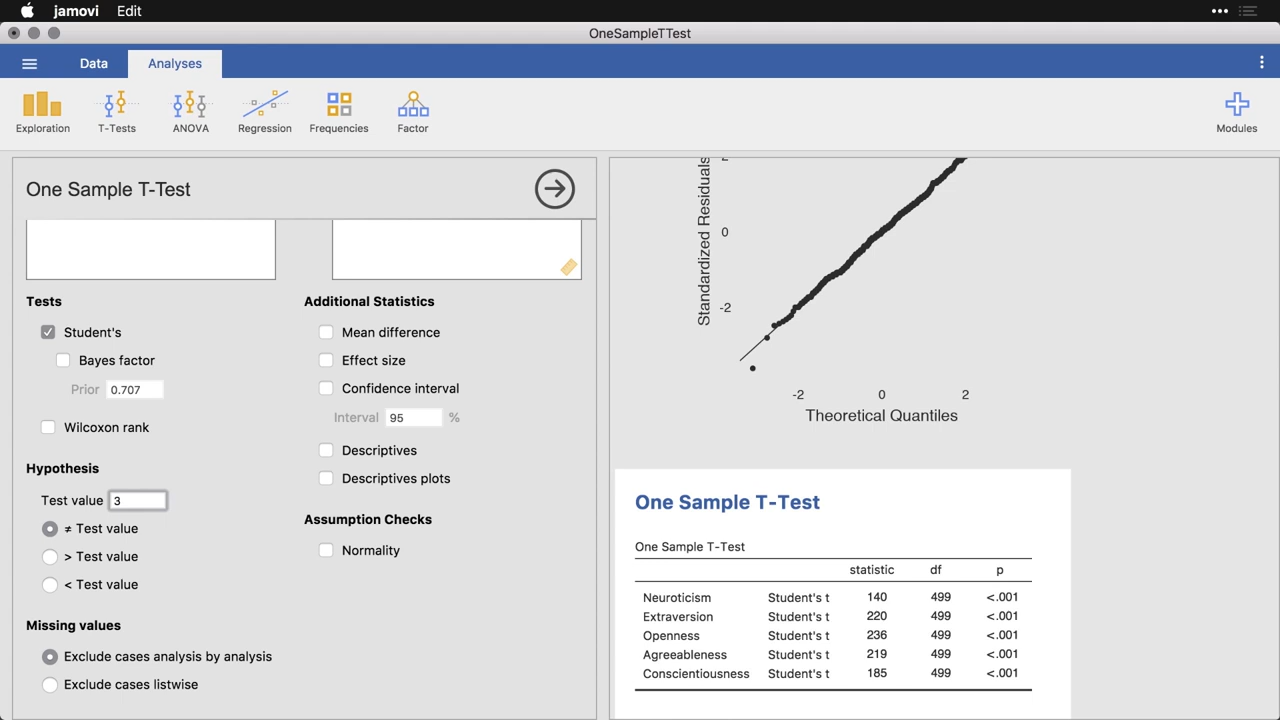 jamovi Edit
OneSampleTTest
Data Analyses
Exploration T-Tests ANOVA Regression Frequencies Factor Modules
One Sample T-Test
Tests
Student's
Bayes factor
Prior 0.707
Wilcoxon rank
Hypothesis
Test value 3
≠ Test value
> Test value
< Test value
Missing values
Exclude cases analysis by analysis
Exclude cases listwise
Additional Statistics
Mean difference
Effect size
Confidence interval
Interval 95 %
Descriptives
Descriptives plots
Assumption Checks
Normality
Standardized Residuals
0
-2
-2 0 2
Theoretical Quantiles
One Sample T-Test
One Sample T-Test
statistic df p
Neuroticism Student's t 140 499 <.001
Extraversion Student's t 220 499 <.001
Openness Student's t 236 499 <.001
Agreeableness Student's t 219 499 <.001
Conscientiousness Student's t 185 499 <.001